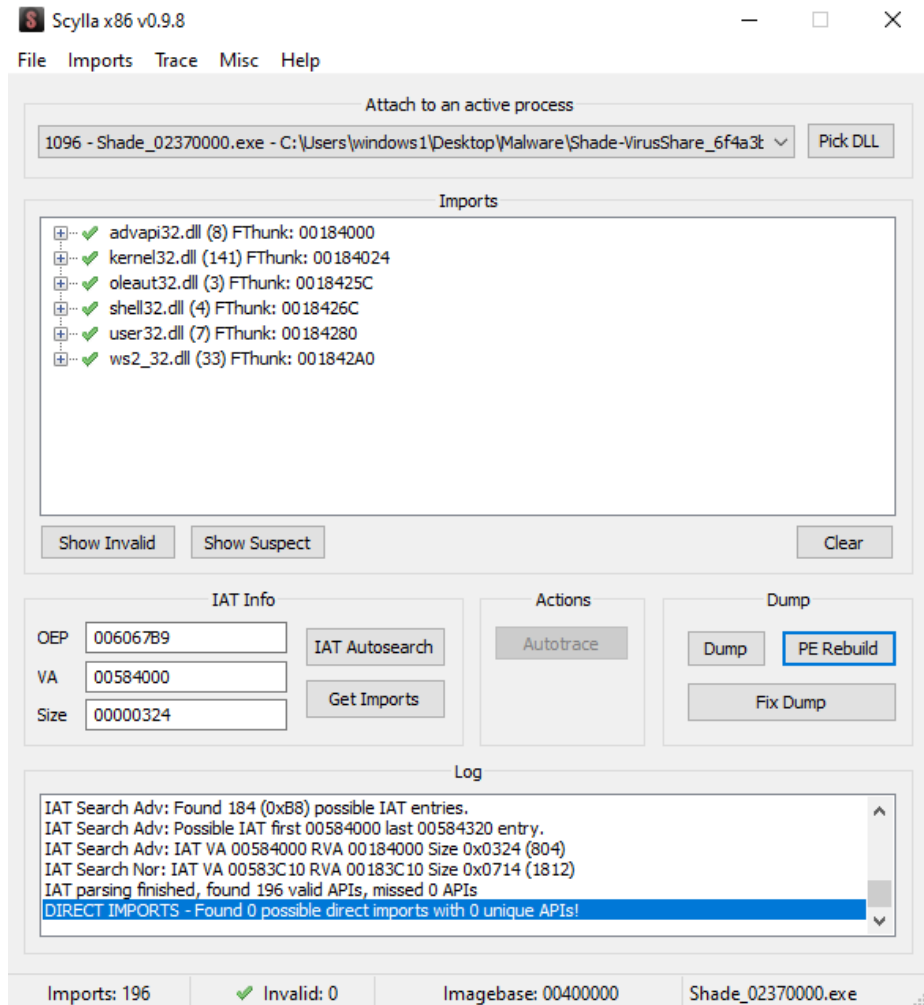 Scylla x86 v0.9.8
File Imports Trace Misc Help
Attach to an active process
1096 - Shade_02370000.exe - C:\Users\windows1\Desktop\Malware\Shade-VirusShare_6f4a3b
Pick DLL
Imports
advapi32.dll (8) FThunk: 00184000
kernel32.dll (141) FThunk: 00184024
oleaut32.dll (3) FThunk: 0018425C
shell32.dll (4) FThunk: 0018426C
user32.dll (7) FThunk: 00184280
ws2_32.dll (33) FThunk: 001842A0
Show Invalid Show Suspect Clear
IAT Info
OEP 006067B9
VA 00584000
Size 00000324
IAT Autosearch
Get Imports
Actions
Autotrace
Dump
Dump PE Rebuild
Fix Dump
Log
IAT Search Adv: Found 184 (0xB8) possible IAT entries.
IAT Search Adv: Possible IAT first 00584000 last 00584320 entry.
IAT Search Adv: IAT VA 00584000 RVA 00184000 Size 0x0324 (804)
IAT Search Nor: IAT VA 00583C10 RVA 00183C10 Size 0x0714 (1812)
IAT parsing finished, found 196 valid APIs, missed 0 APIs
DIRECT IMPORTS - Found 0 possible direct imports with 0 unique APIs!
Imports: 196 Invalid: 0 Imagebase: 00400000 Shade_02370000.exe